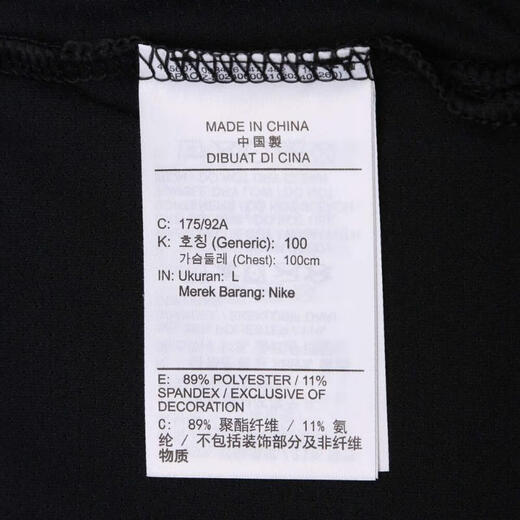 MADE IN CHINA
中国製
DIBUAT DI CINA
C: 175/92A
K: 호칭 (Generic): 100
가슴둘레 (Chest): 100cm
IN: Ukuran: L
Merek Barang: Nike
E: 89% POLYESTER / 11%
SPANDEX / EXCLUSIVE OF
DECORATION
C: 89% 聚酯纤维 / 11% 氨
纶 / 不包括装饰部分及非纤维
物质